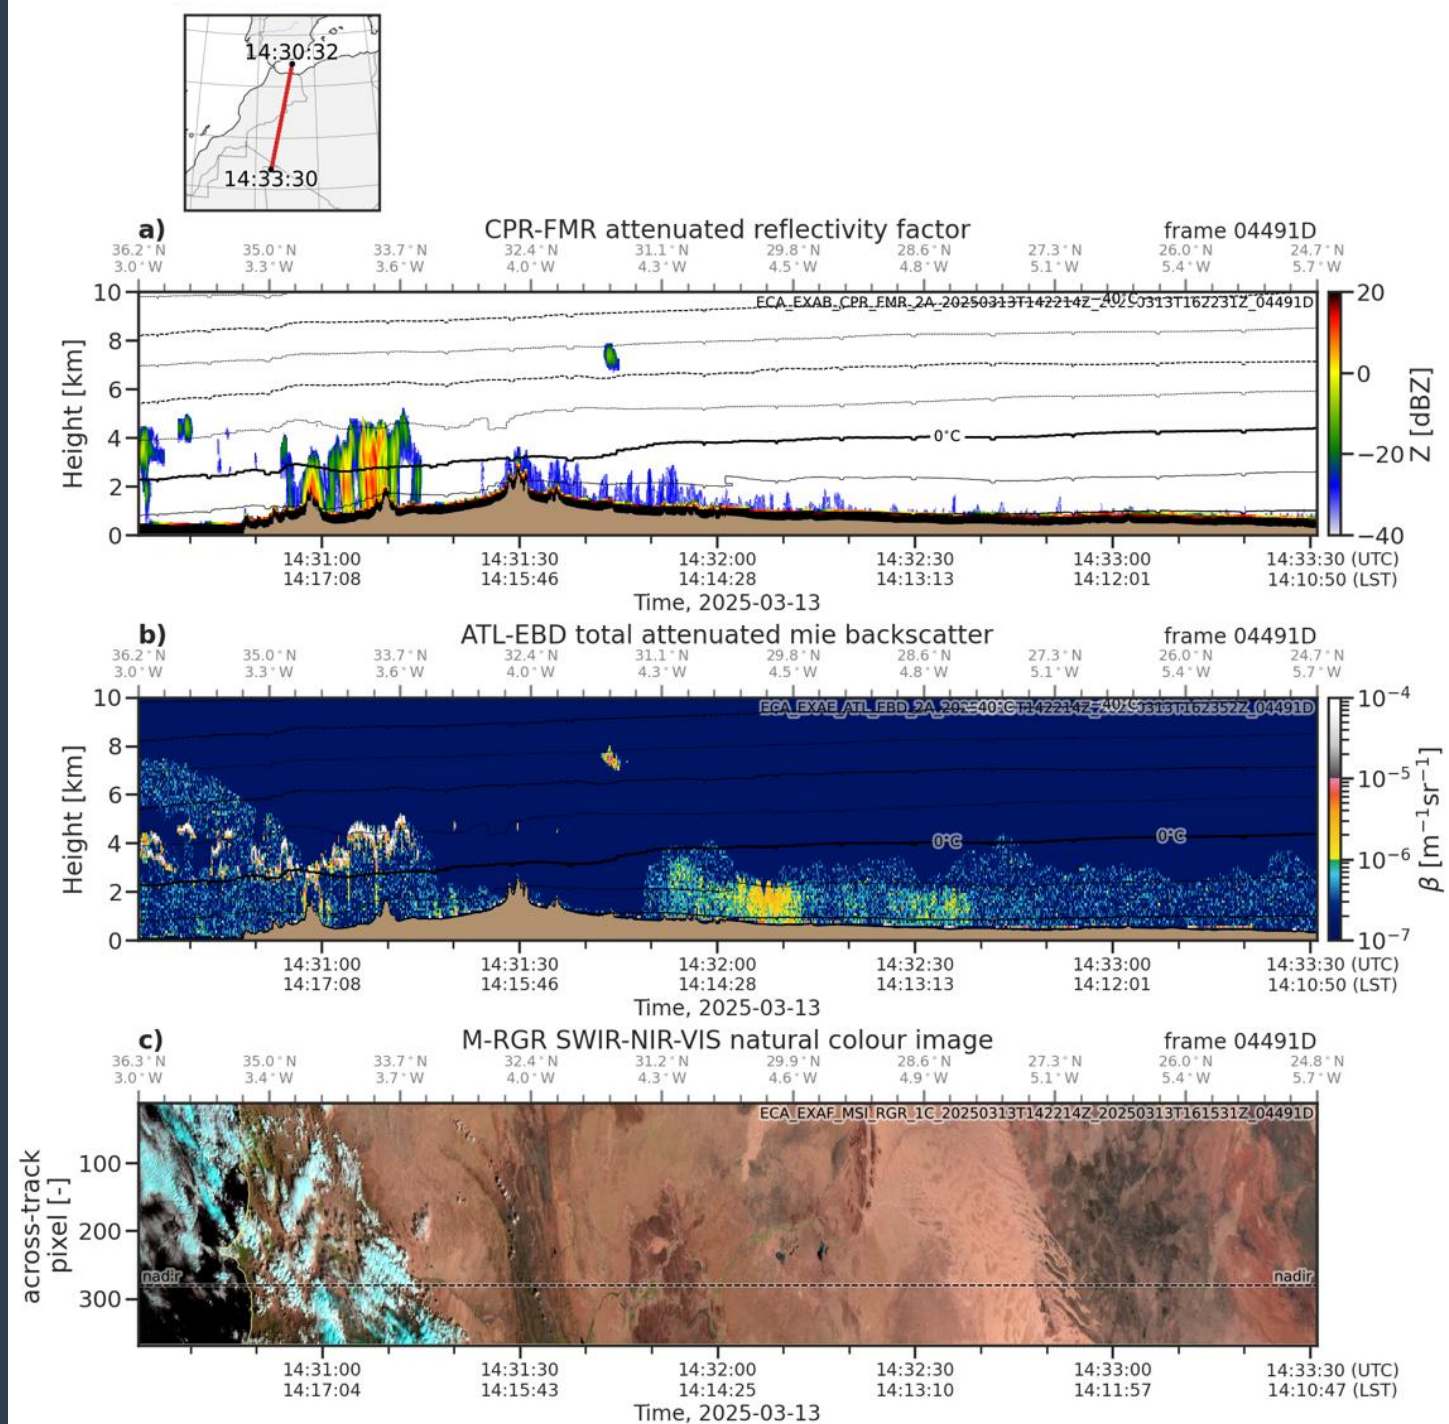 14:30:32
14:33:30
a) CPR-FMR attenuated reflectivity factor frame 04491D
36.2°N 35.0°N 33.7°N 32.4°N 31.1°N 29.8°N 28.6°N 27.3°N 26.0°N 24.7°N
3.0°W 3.3°W 3.6°W 4.0°W 4.3°W 4.5°W 4.8°W 5.1°W 5.4°W 5.7°W
10
8
6
4
2
0
Height [km]
-40°C
0°C
20
0
−20
−40
Z [dBZ]
14:31:00 14:31:30 14:32:00 14:32:30 14:33:00 14:33:30 (UTC)
14:17:08 14:15:46 14:14:28 14:13:13 14:12:01 14:10:50 (LST)
Time, 2025-03-13
b) ATL-EBD total attenuated mie backscatter frame 04491D
36.2°N 35.0°N 33.7°N 32.4°N 31.1°N 29.8°N 28.6°N 27.3°N 26.0°N 24.7°N
3.0°W 3.3°W 3.6°W 4.0°W 4.3°W 4.5°W 4.8°W 5.1°W 5.4°W 5.7°W
10
8
6
4
2
0
Height [km]
-40°C -40°C
0°C 0°C
10−4
10−5
10−6
10−7
β [m−1sr−1]
14:31:00 14:31:30 14:32:00 14:32:30 14:33:00 14:33:30 (UTC)
14:17:08 14:15:46 14:14:28 14:13:13 14:12:01 14:10:50 (LST)
Time, 2025-03-13
c) M-RGR SWIR-NIR-VIS natural colour image frame 04491D
36.3°N 35.0°N 33.7°N 32.4°N 31.2°N 29.9°N 28.6°N 27.3°N 26.0°N 24.8°N
3.0°W 3.4°W 3.7°W 4.0°W 4.3°W 4.6°W 4.9°W 5.1°W 5.4°W 5.7°W
ECA_EXAF_MSI_RGR_1C_20250313T142214Z_20250313T161531Z_04491D
100
200
300
across-track
pixel [-]
nadir nadir
14:31:00 14:31:30 14:32:00 14:32:30 14:33:00 14:33:30 (UTC)
14:17:04 14:15:43 14:14:25 14:13:10 14:11:57 14:10:47 (LST)
Time, 2025-03-13